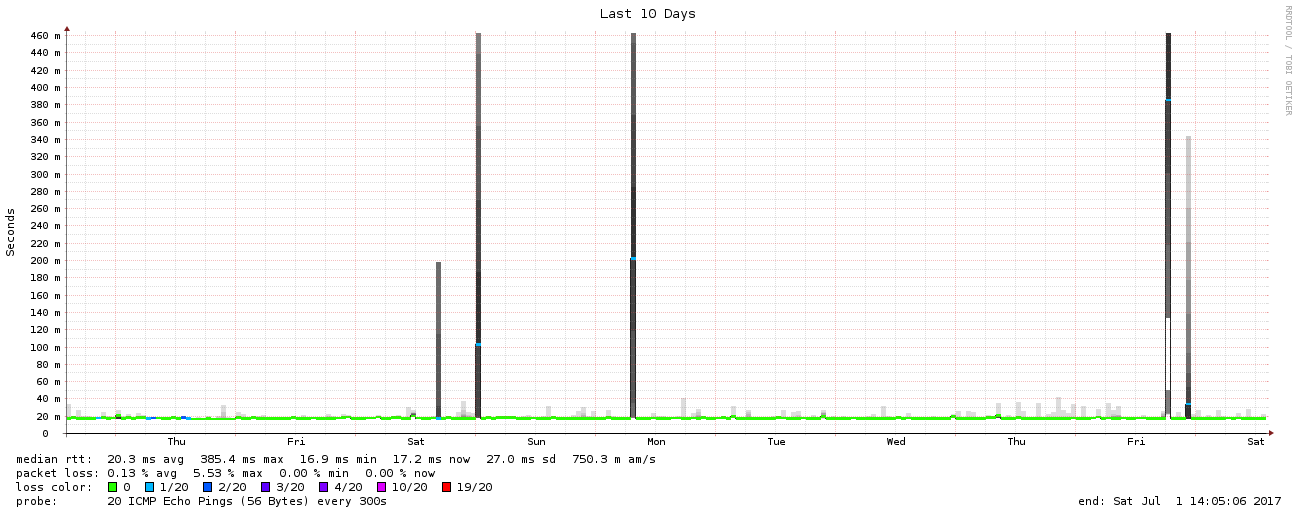 Last 10 Days
RRDTOOL / TOBI OETIKER
Seconds
460 m
440 m
420 m
400 m
380 m
360 m
340 m
320 m
300 m
280 m
260 m
240 m
220 m
200 m
180 m
160 m
140 m
120 m
100 m
80 m
60 m
40 m
20 m
0
Thu Fri Sat Sun Mon Tue Wed Thu Fri Sat
median rtt: 20.3 ms avg 385.4 ms max 16.9 ms min 17.2 ms now 27.0 ms sd 750.3 m am/s
packet loss: 0.13 % avg 5.53 % max 0.00 % min 0.00 % now
loss color: 0 1/20 2/20 3/20 4/20 10/20 19/20
probe: 20 ICMP Echo Pings (56 Bytes) every 300s end: Sat Jul 1 14:05:06 2017